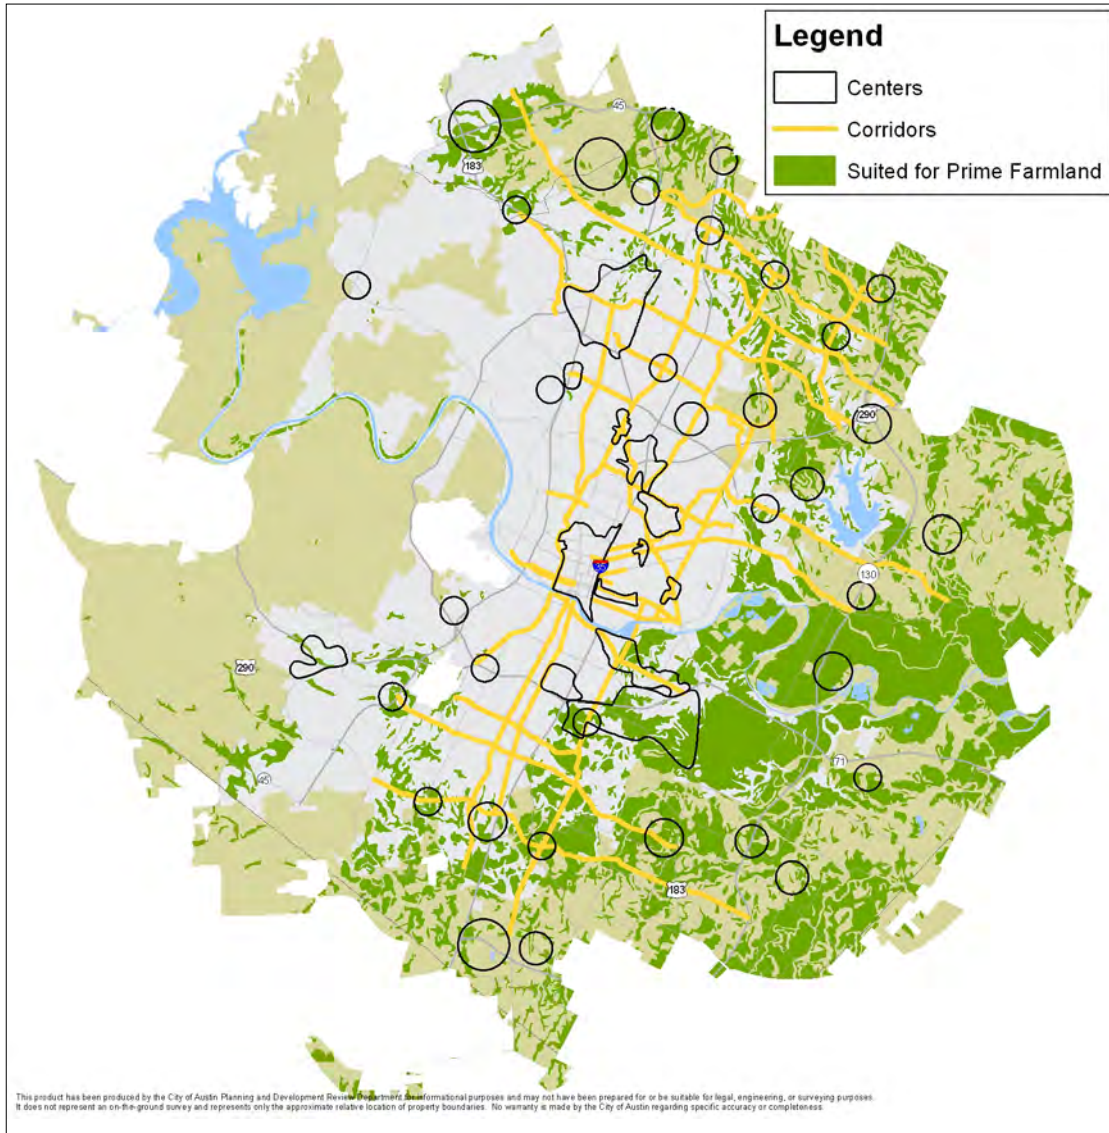 Legend
Centers
Corridors
Suited for Prime Farmland
45
183
290
35
130
290
71
45
183
This product has been produced by the City of Austin Planning and Development Review Department for informational purposes and may not have been prepared for or be suitable for legal, engineering, or surveying purposes.
It does not represent an on-the-ground survey and represents only the approximate relative location of property boundaries. No warranty is made by the City of Austin regarding specific accuracy or completeness.